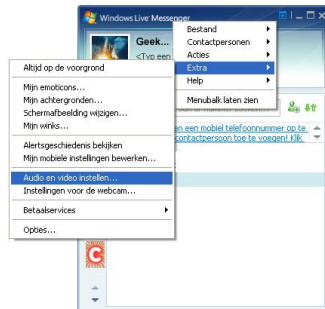 Windows Live Messenger
Geek...
<Typ een
Bestand
Contactpersonen
Acties
Extra
Help
Menubalk laten zien
Altijd op de voorgrond
Mijn emoticons...
Mijn achtergronden...
Schermafbeelding wijzigen...
Mijn winks...
Alertsgeschiedenis bekijken
Mijn mobiele instellingen bewerken...
Audio en video instellen...
Instellingen voor de webcam...
Betaalservices
Opties...
en een mobiel telefoonnummer op te
contactpersoon toe te voegen! Klik